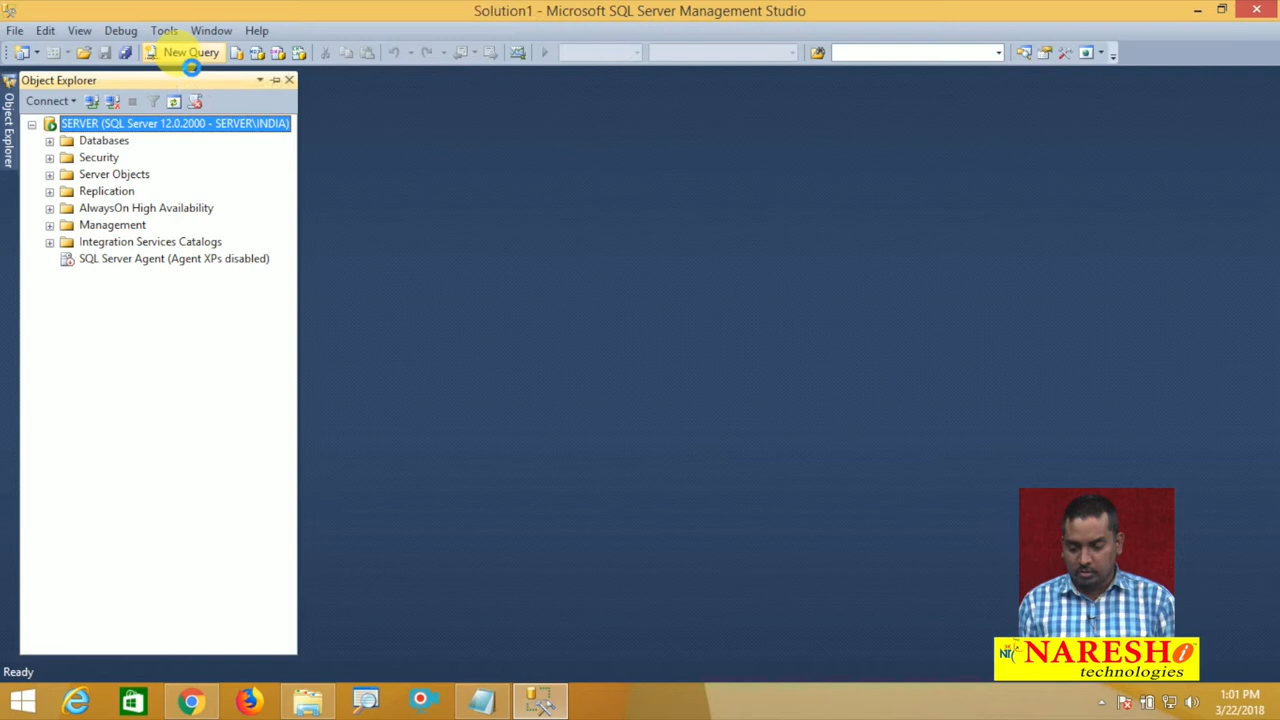 Solution1 - Microsoft SQL Server Management Studio
File Edit View Debug Tools Window Help
New Query
Object Explorer
Object Explorer
Connect
SERVER (SQL Server 12.0.2000 - SERVER\INDIA)
Databases
Security
Server Objects
Replication
AlwaysOn High Availability
Management
Integration Services Catalogs
SQL Server Agent (Agent XPs disabled)
NARESH i
technologies
Ready
1:01 PM
3/22/2018